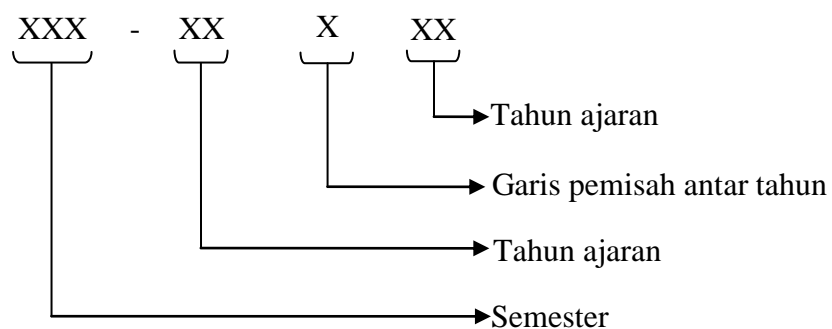 XXX - XX X XX
Tahun ajaran
Garis pemisah antar tahun
Tahun ajaran
Semester